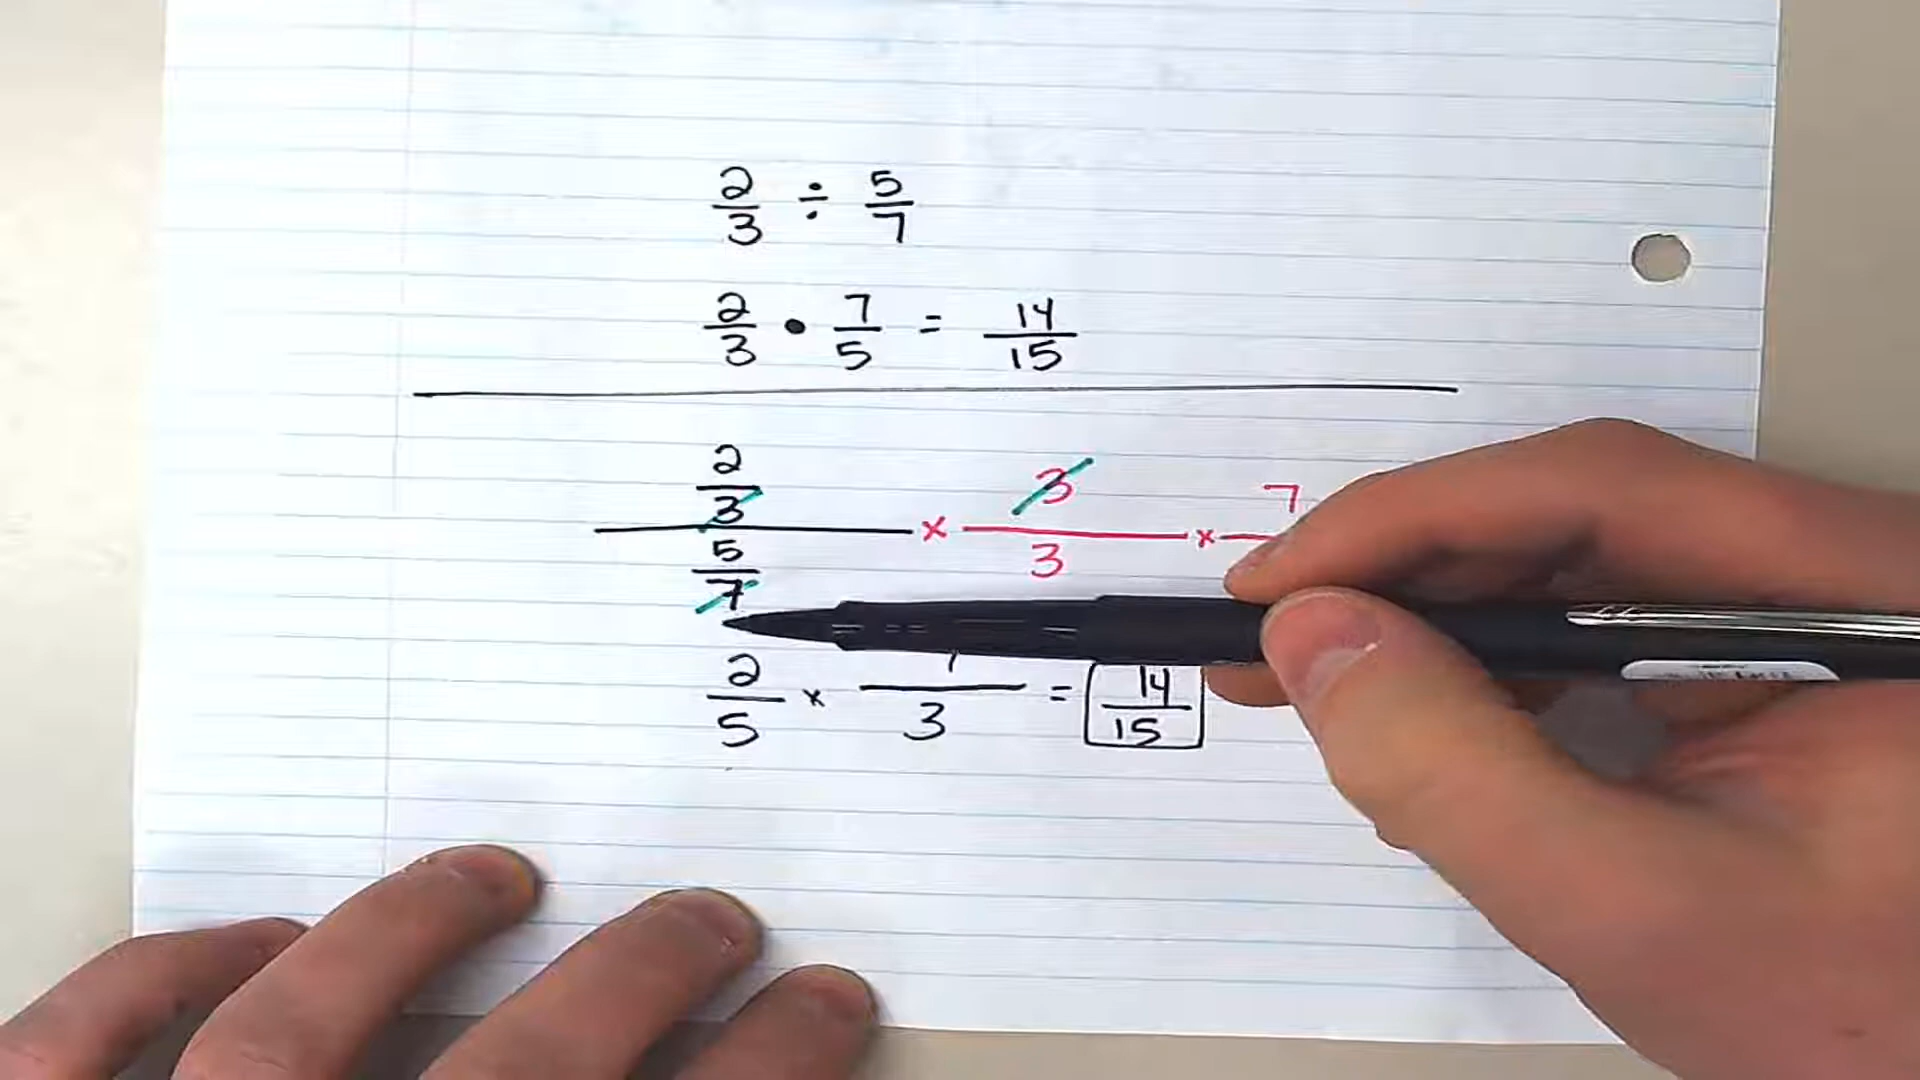 2/3 ÷ 5/7
2/3 • 7/5 = 14/15
2/3 / 5/7 × 3/3 × 7
2/5 × /3 = 14/15